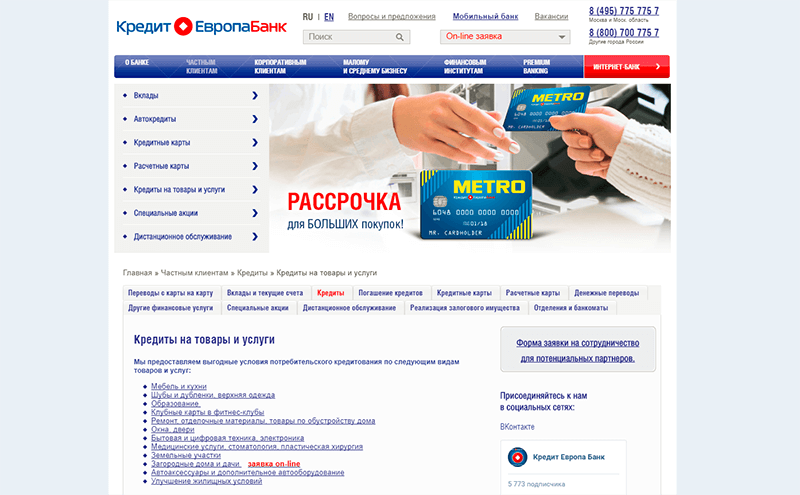 Кредит ЕвропаБанк
RU | EN
Вопросы и предложения
Мобильный банк
Вакансии
8 (495) 775 775 7
Москва и Моск. область
8 (800) 700 775 7
Другие города России
Поиск
On-line заявка
О БАНКЕ
ЧАСТНЫМ
КЛИЕНТАМ
КОРПОРАТИВНЫМ
КЛИЕНТАМ
МАЛОМУ
И СРЕДНЕМУ БИЗНЕСУ
ФИНАНСОВЫМ
ИНСТИТУТАМ
PREMIUM
BANKING
ИНТЕРНЕТ-БАНК
Вклады
Автокредиты
Кредитные карты
Расчетные карты
Кредиты на товары и услуги
Специальные акции
Дистанционное обслуживание
METRO
MR. CARDHOLDER
РАССРОЧКА
для БОЛЬШИХ покупок!
METRO
Кредит Европа Банк
6048 0000 0000 0000
01/18
MR. CARDHOLDER
Главная » Частным клиентам » Кредиты » Кредиты на товары и услуги
Переводы с карты на карту
Вклады и текущие счета
Кредиты
Погашение кредитов
Кредитные карты
Расчетные карты
Денежные переводы
Другие финансовые услуги
Специальные акции
Дистанционное обслуживание
Реализация залогового имущества
Отделения и банкоматы
Кредиты на товары и услуги
Мы предоставляем выгодные условия потребительского кредитования по следующим видам
товаров и услуг:
Мебель и кухни
Шубы и дубленки, верхняя одежда
Образование
Клубные карты в фитнес-клубы
Ремонт, отделочные материалы, товары по обустройству дома
Окна, двери
Бытовая и цифровая техника, электроника
Медицинские услуги, стоматология, пластическая хирургия
Земельные участки
Загородные дома и дачи, заявка on-line
Автоаксессуары и дополнительное автооборудование
Улучшение жилищных условий
Форма заявки на сотрудничество
для потенциальных партнеров.
Присоединяйтесь к нам
в социальных сетях:
ВКонтакте
Кредит Европа Банк
5 773 подписчика